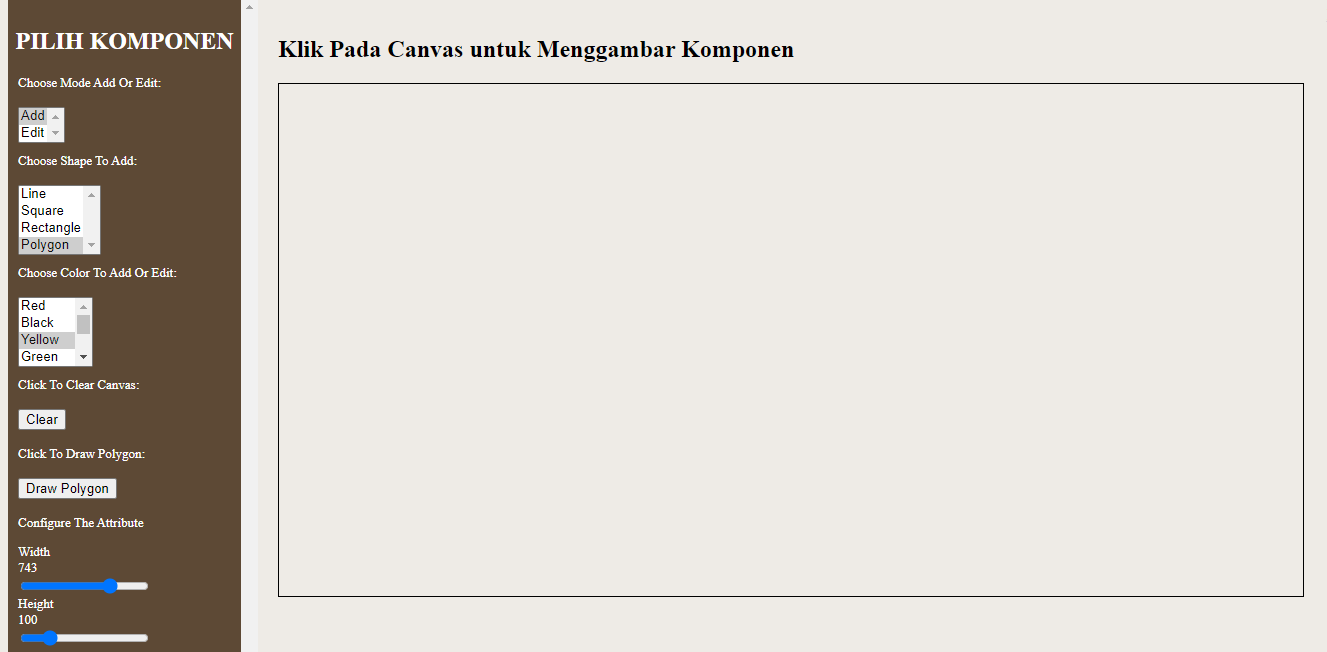 PILIH KOMPONEN
Choose Mode Add Or Edit:
Add
Edit
Choose Shape To Add:
Line
Square
Rectangle
Polygon
Choose Color To Add Or Edit:
Red
Black
Yellow
Green
Click To Clear Canvas:
Clear
Click To Draw Polygon:
Draw Polygon
Configure The Attribute
Width
743
Height
100
Klik Pada Canvas untuk Menggambar Komponen